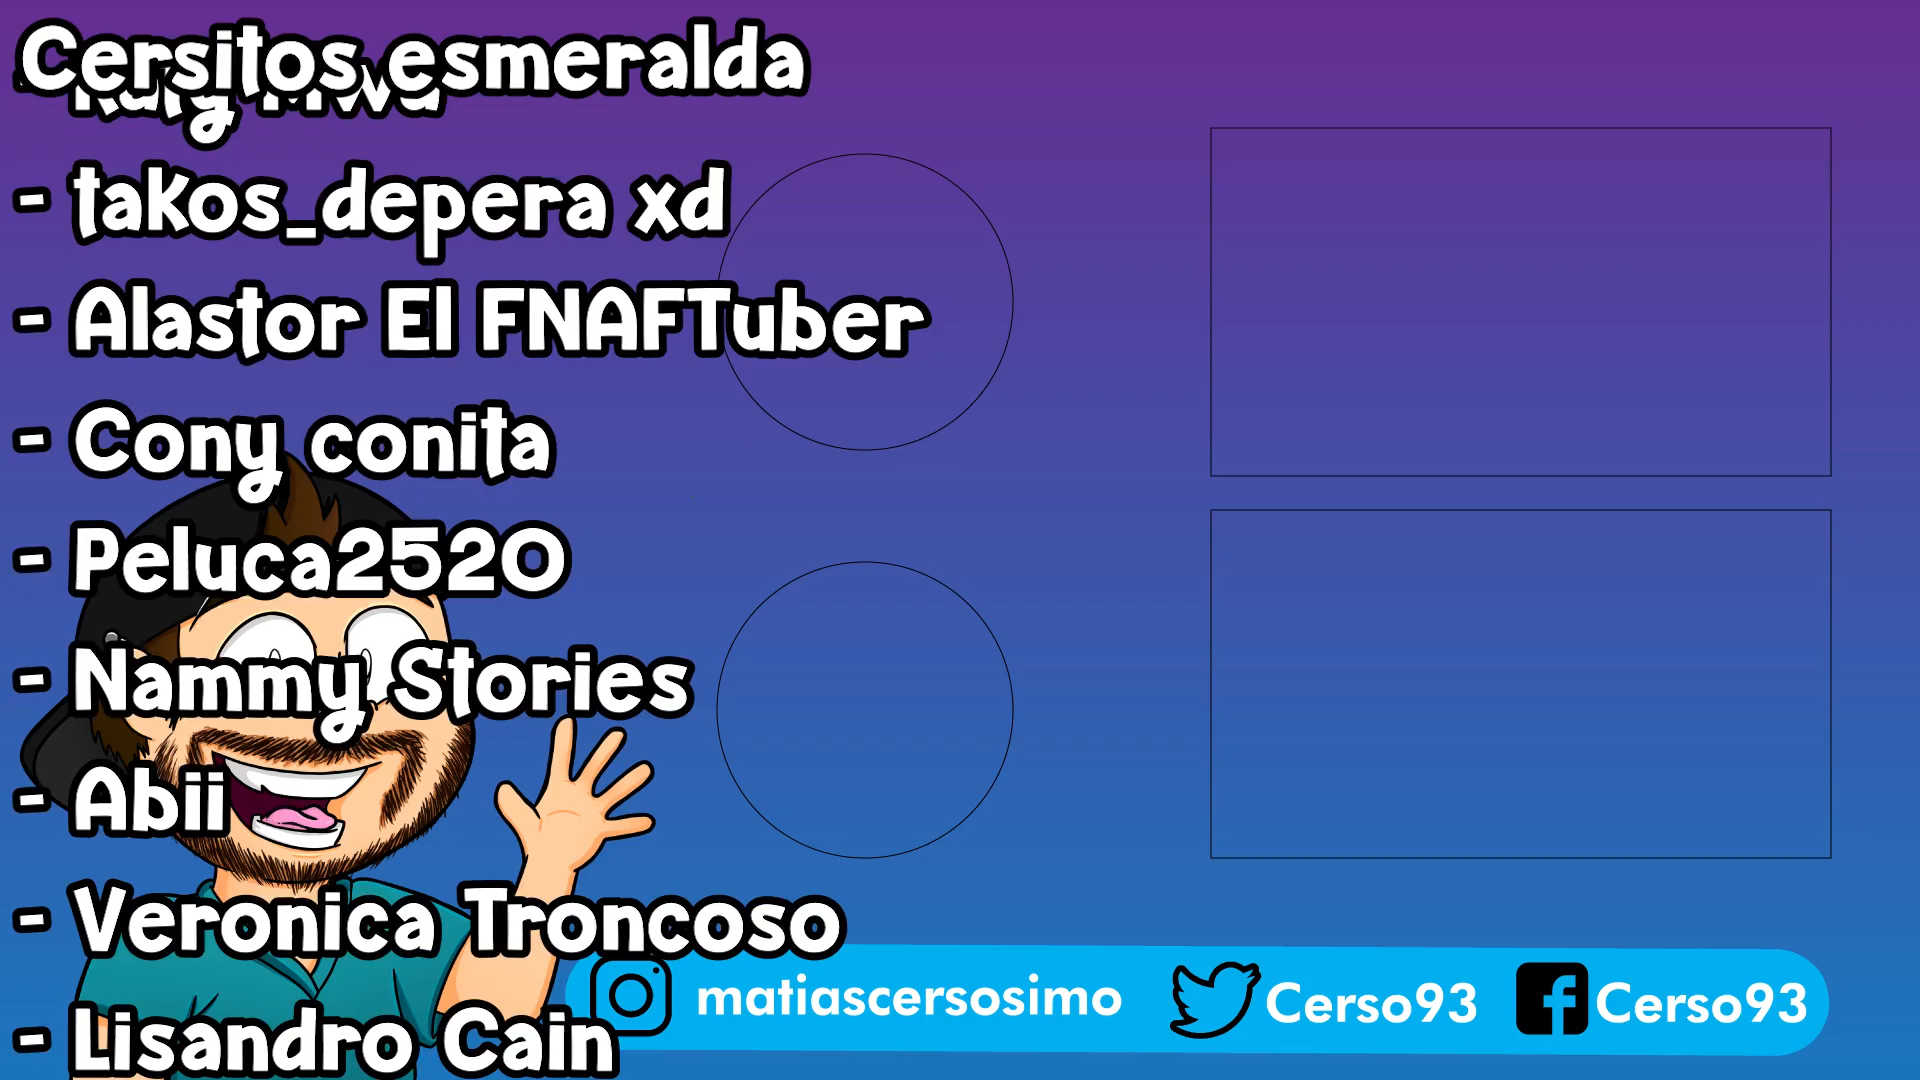 Cersitos esmeralda
- takos_depera xd
- Alastor El FNAFTuber
- Cony conita
- Peluca2520
- Nammy Stories
- Abii
- Veronica Troncoso
- Lisandro Cain
matiascersosimo
Cerso93
Cerso93